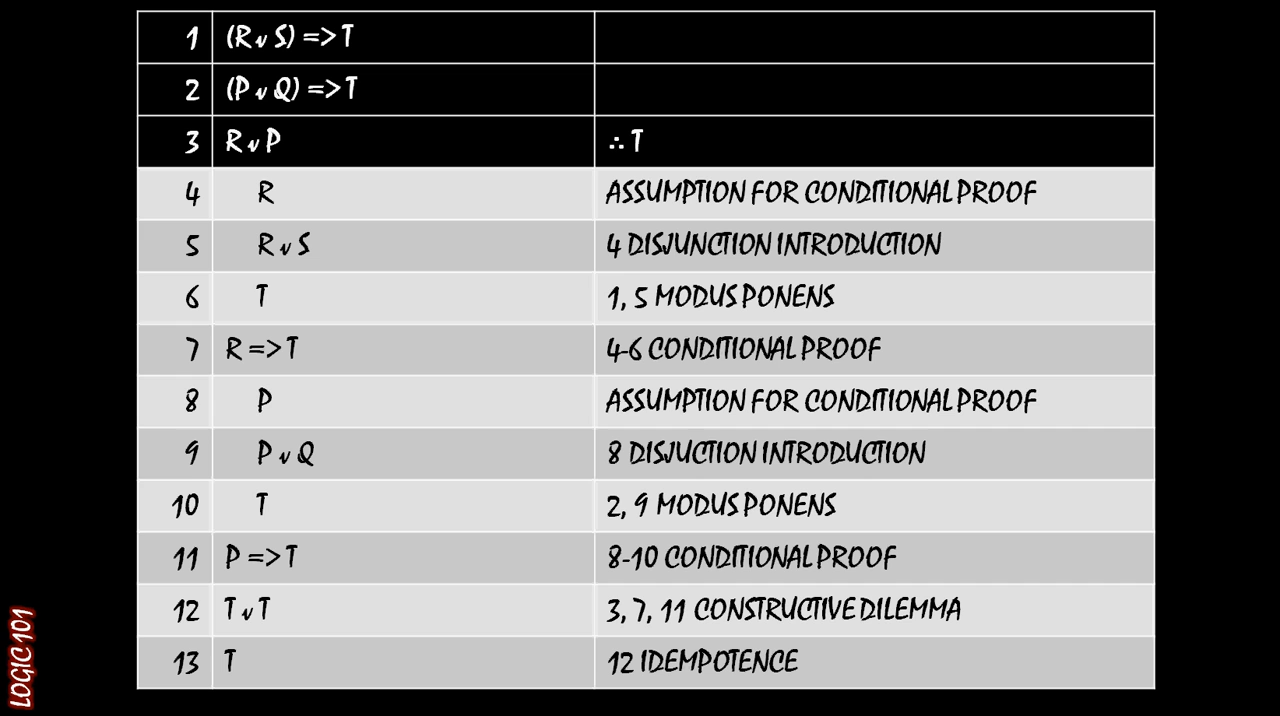 1 (R v S) => T
2 (P v Q) => T
3 R v P ∴ T
4 R ASSUMPTION FOR CONDITIONAL PROOF
5 R v S 4 DISJUNCTION INTRODUCTION
6 T 1, 5 MODUS PONENS
7 R => T 4-6 CONDITIONAL PROOF
8 P ASSUMPTION FOR CONDITIONAL PROOF
9 P v Q 8 DISJUCTION INTRODUCTION
10 T 2, 9 MODUS PONENS
11 P => T 8-10 CONDITIONAL PROOF
12 T v T 3, 7, 11 CONSTRUCTIVE DILEMMA
13 T 12 IDEMPOTENCE
LOGIC 101